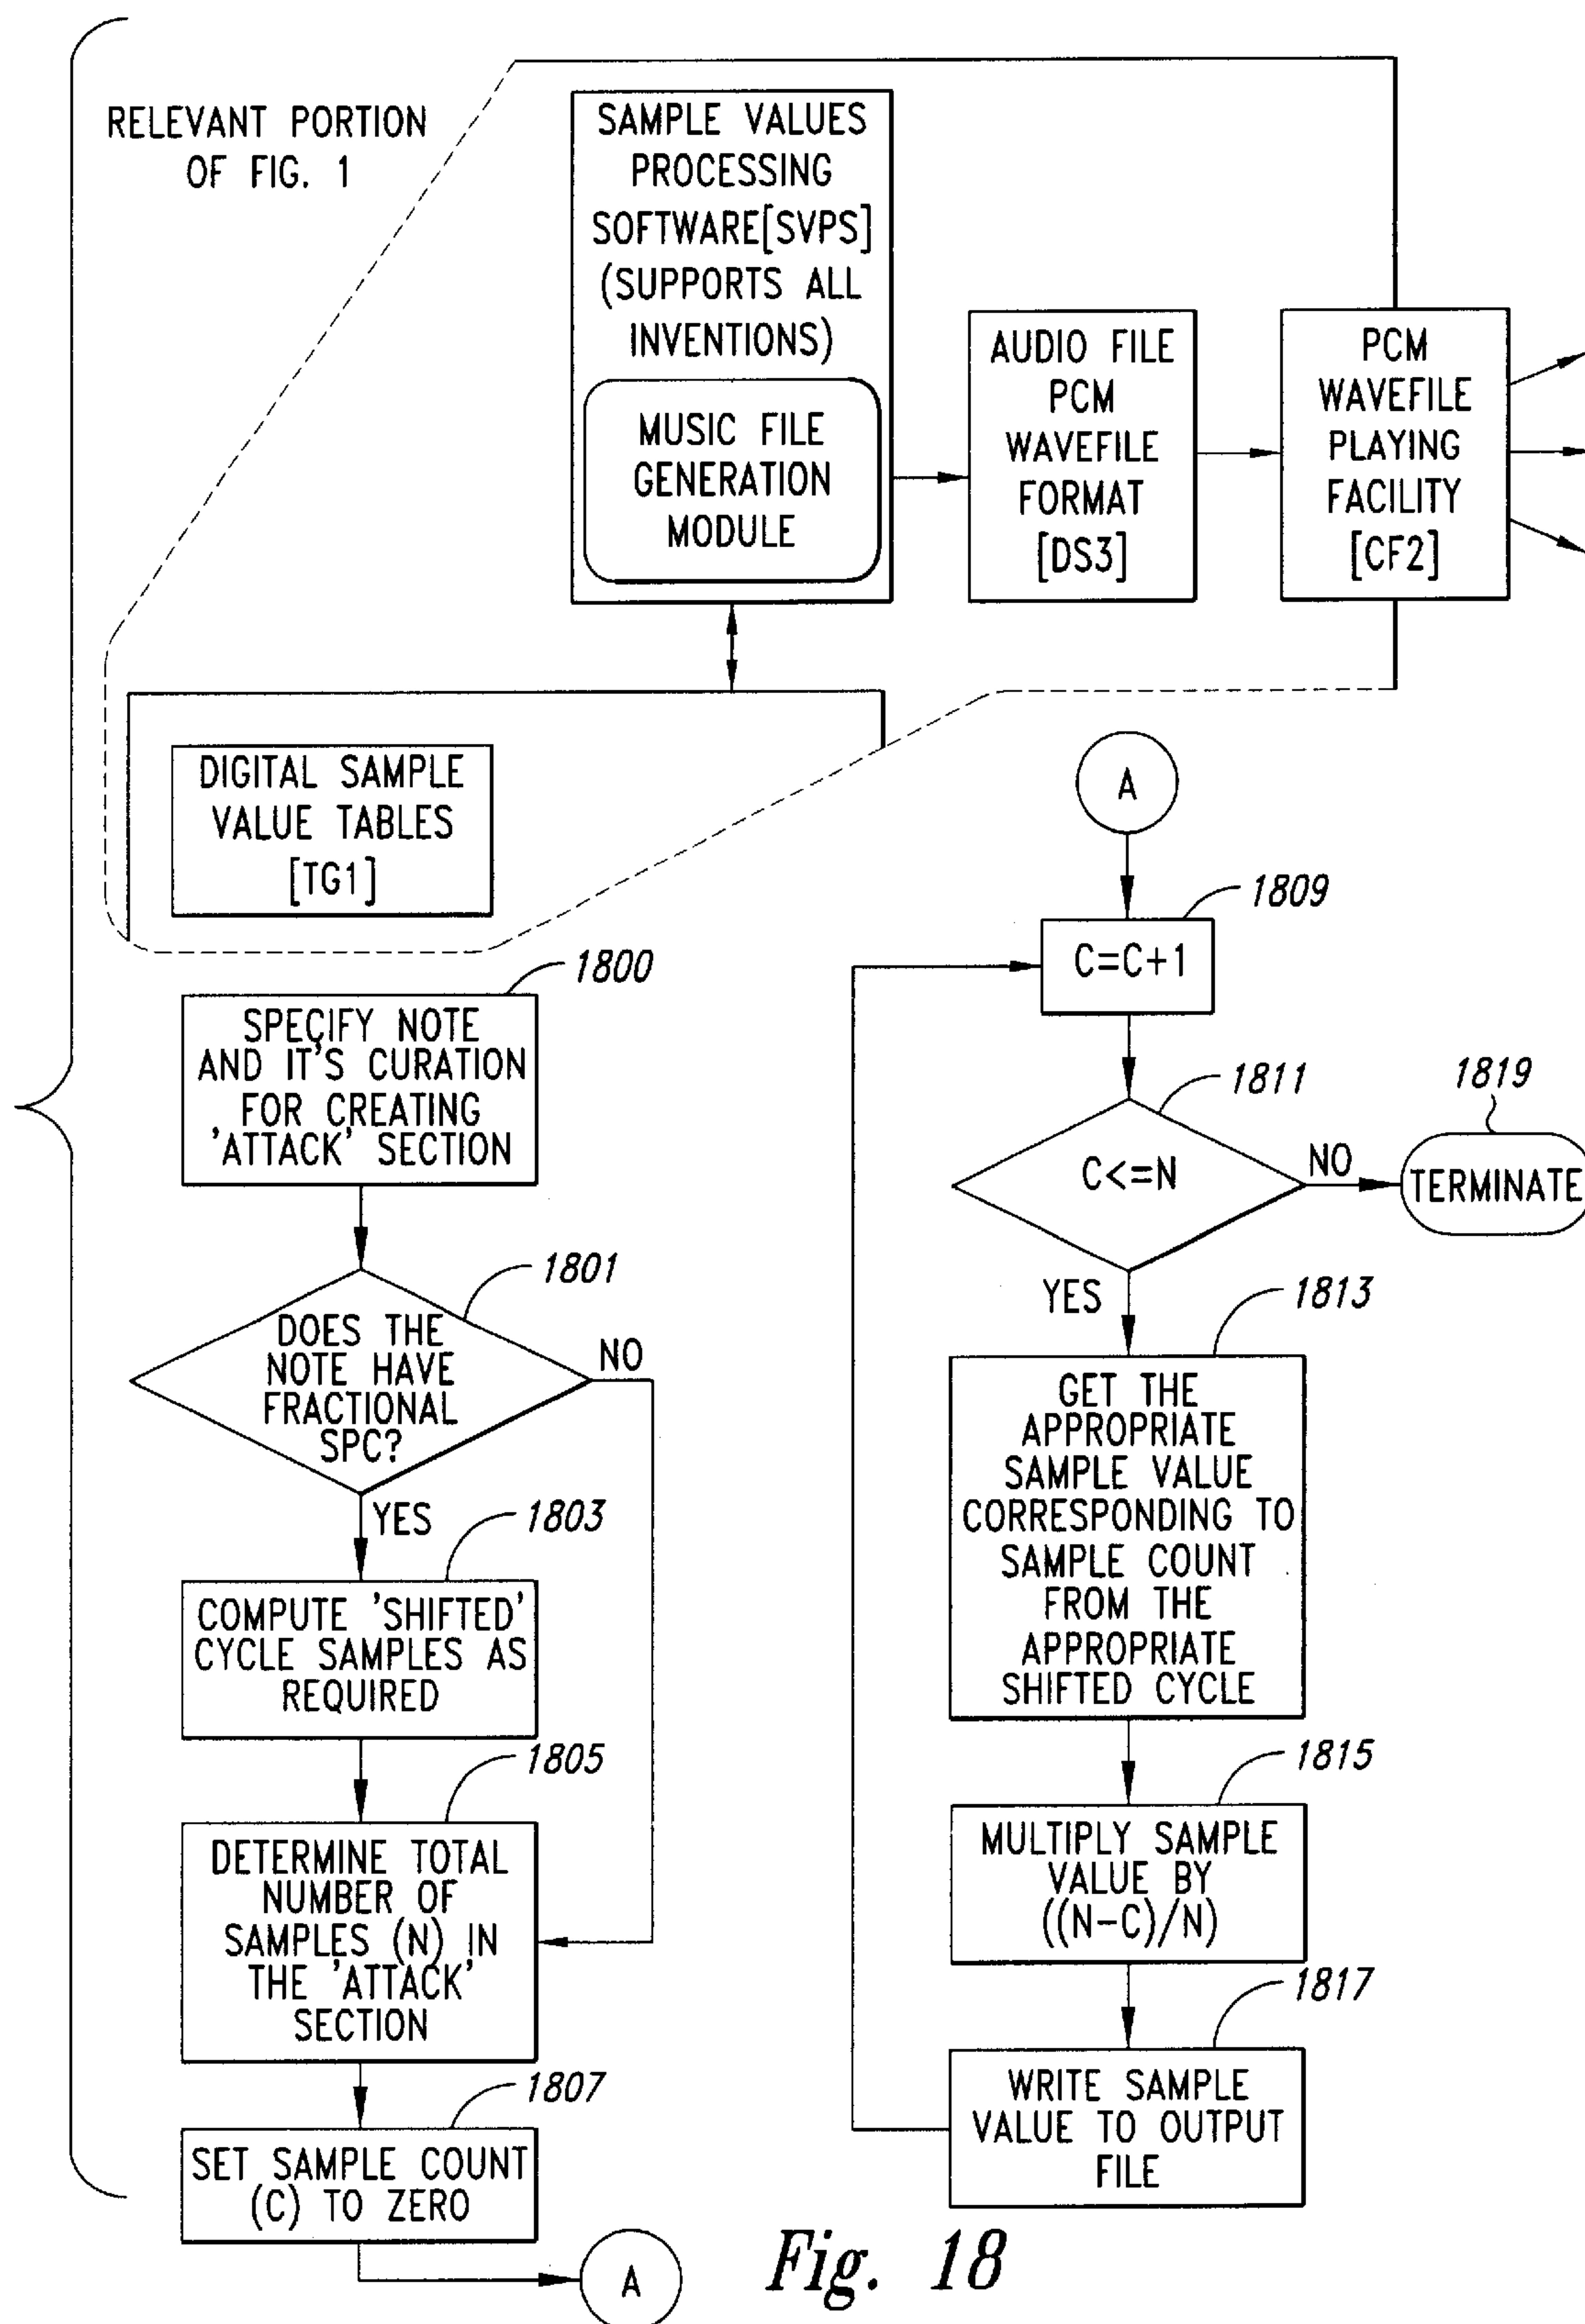 RELEVANT PORTION
OF FIG. 1
SAMPLE VALUES
PROCESSING
SOFTWARE[SVPS]
(SUPPORTS ALL
INVENTIONS)
MUSIC FILE
GENERATION
MODULE
AUDIO FILE
PCM
WAVEFILE
FORMAT
[DS3]
PCM
WAVEFILE
PLAYING
FACILITY
[CF2]
DIGITAL SAMPLE
VALUE TABLES
[TG1]
1800
SPECIFY NOTE
AND IT'S CURATION
FOR CREATING
'ATTACK' SECTION
1801
DOES THE
NOTE HAVE
FRACTIONAL
SPC?
NO
YES
1803
COMPUTE 'SHIFTED'
CYCLE SAMPLES AS
REQUIRED
1805
DETERMINE TOTAL
NUMBER OF
SAMPLES (N) IN
THE 'ATTACK'
SECTION
1807
SET SAMPLE COUNT
(C) TO ZERO
A
A
1809
C=C+1
1811
C<=N
NO
1819
TERMINATE
YES
1813
GET THE
APPROPRIATE
SAMPLE VALUE
CORRESPONDING TO
SAMPLE COUNT
FROM THE
APPROPRIATE
SHIFTED CYCLE
1815
MULTIPLY SAMPLE
VALUE BY
((N-C)/N)
1817
WRITE SAMPLE
VALUE TO OUTPUT
FILE
Fig. 18